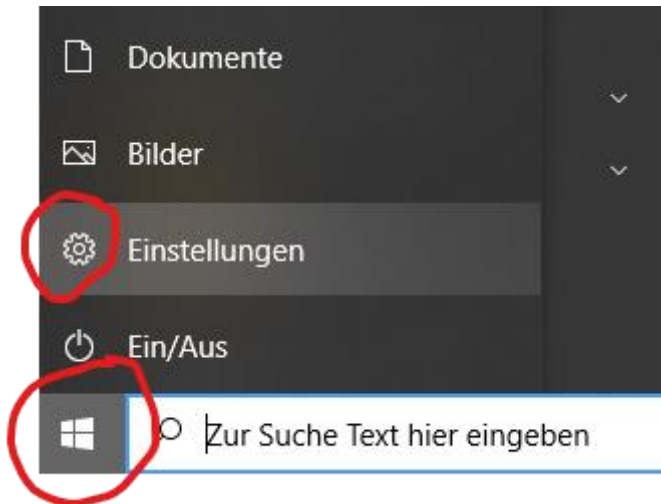 Dokumente
Bilder
Einstellungen
Ein/Aus
Zur Suche Text hier eingeben